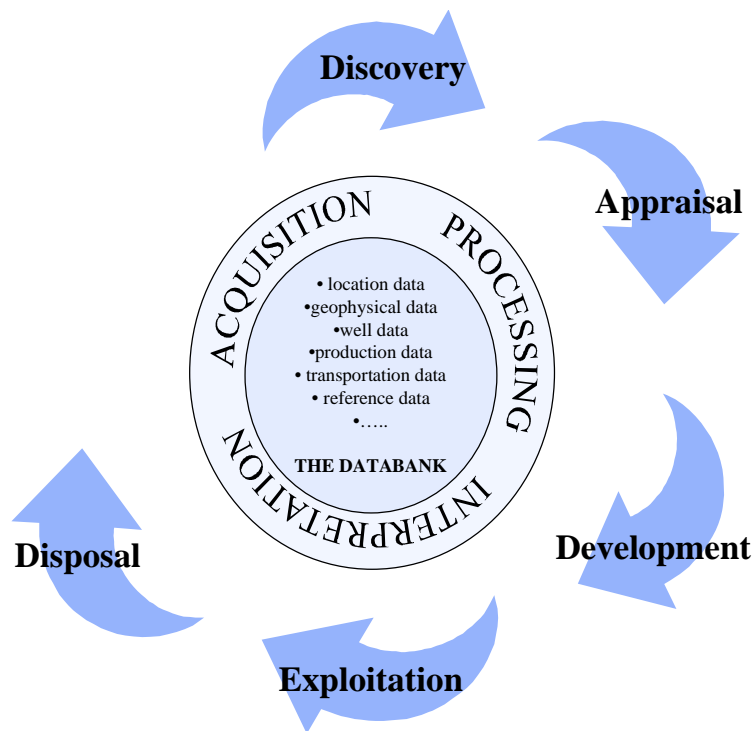 Discovery
Appraisal
ACQUISITION
PROCESSING
• location data
•geophysical data
•well data
•production data
• transportation data
• reference data
•.....
THE DATABANK
INTERPRETATION
Development
Disposal
Exploitation